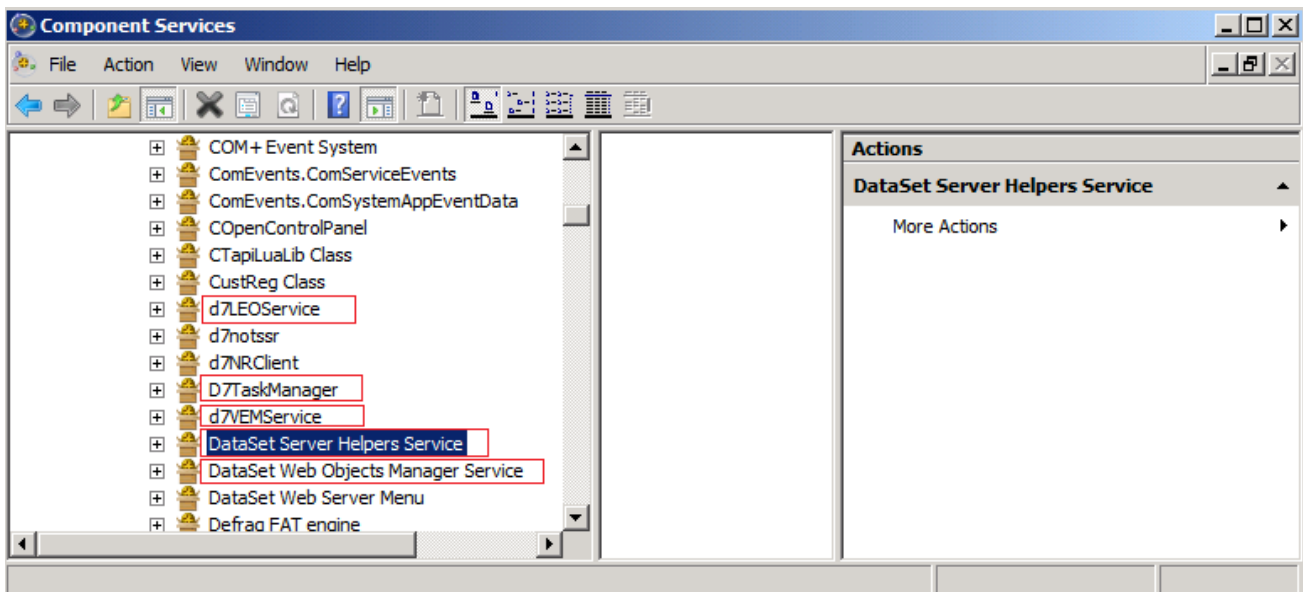 Component Services
File Action View Window Help
COM+ Event System
ComEvents.ComServiceEvents
ComEvents.ComSystemAppEventData
COpenControlPanel
CTapiLuaLib Class
CustReg Class
d7LEOService
d7notssr
d7NRClient
D7TaskManager
d7VEMService
DataSet Server Helpers Service
DataSet Web Objects Manager Service
DataSet Web Server Menu
Defrag FAT engine
Actions
DataSet Server Helpers Service
More Actions